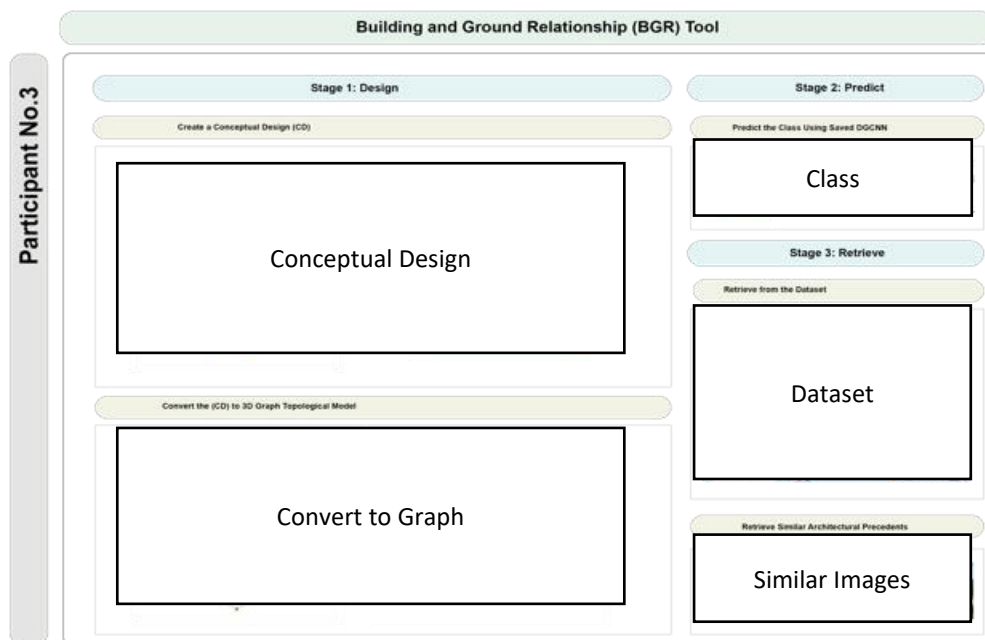 Building and Ground Relationship (BGR) Tool
Participant No.3
Stage 1: Design
Create a Conceptual Design (CD)
Conceptual Design
Convert the (CD) to 3D Graph Topological Model
Convert to Graph
Stage 2: Predict
Predict the Class Using Saved DGCNN
Class
Stage 3: Retrieve
Retrieve from the Dataset
Dataset
Retrieve Similar Architectural Precedents
Similar Images